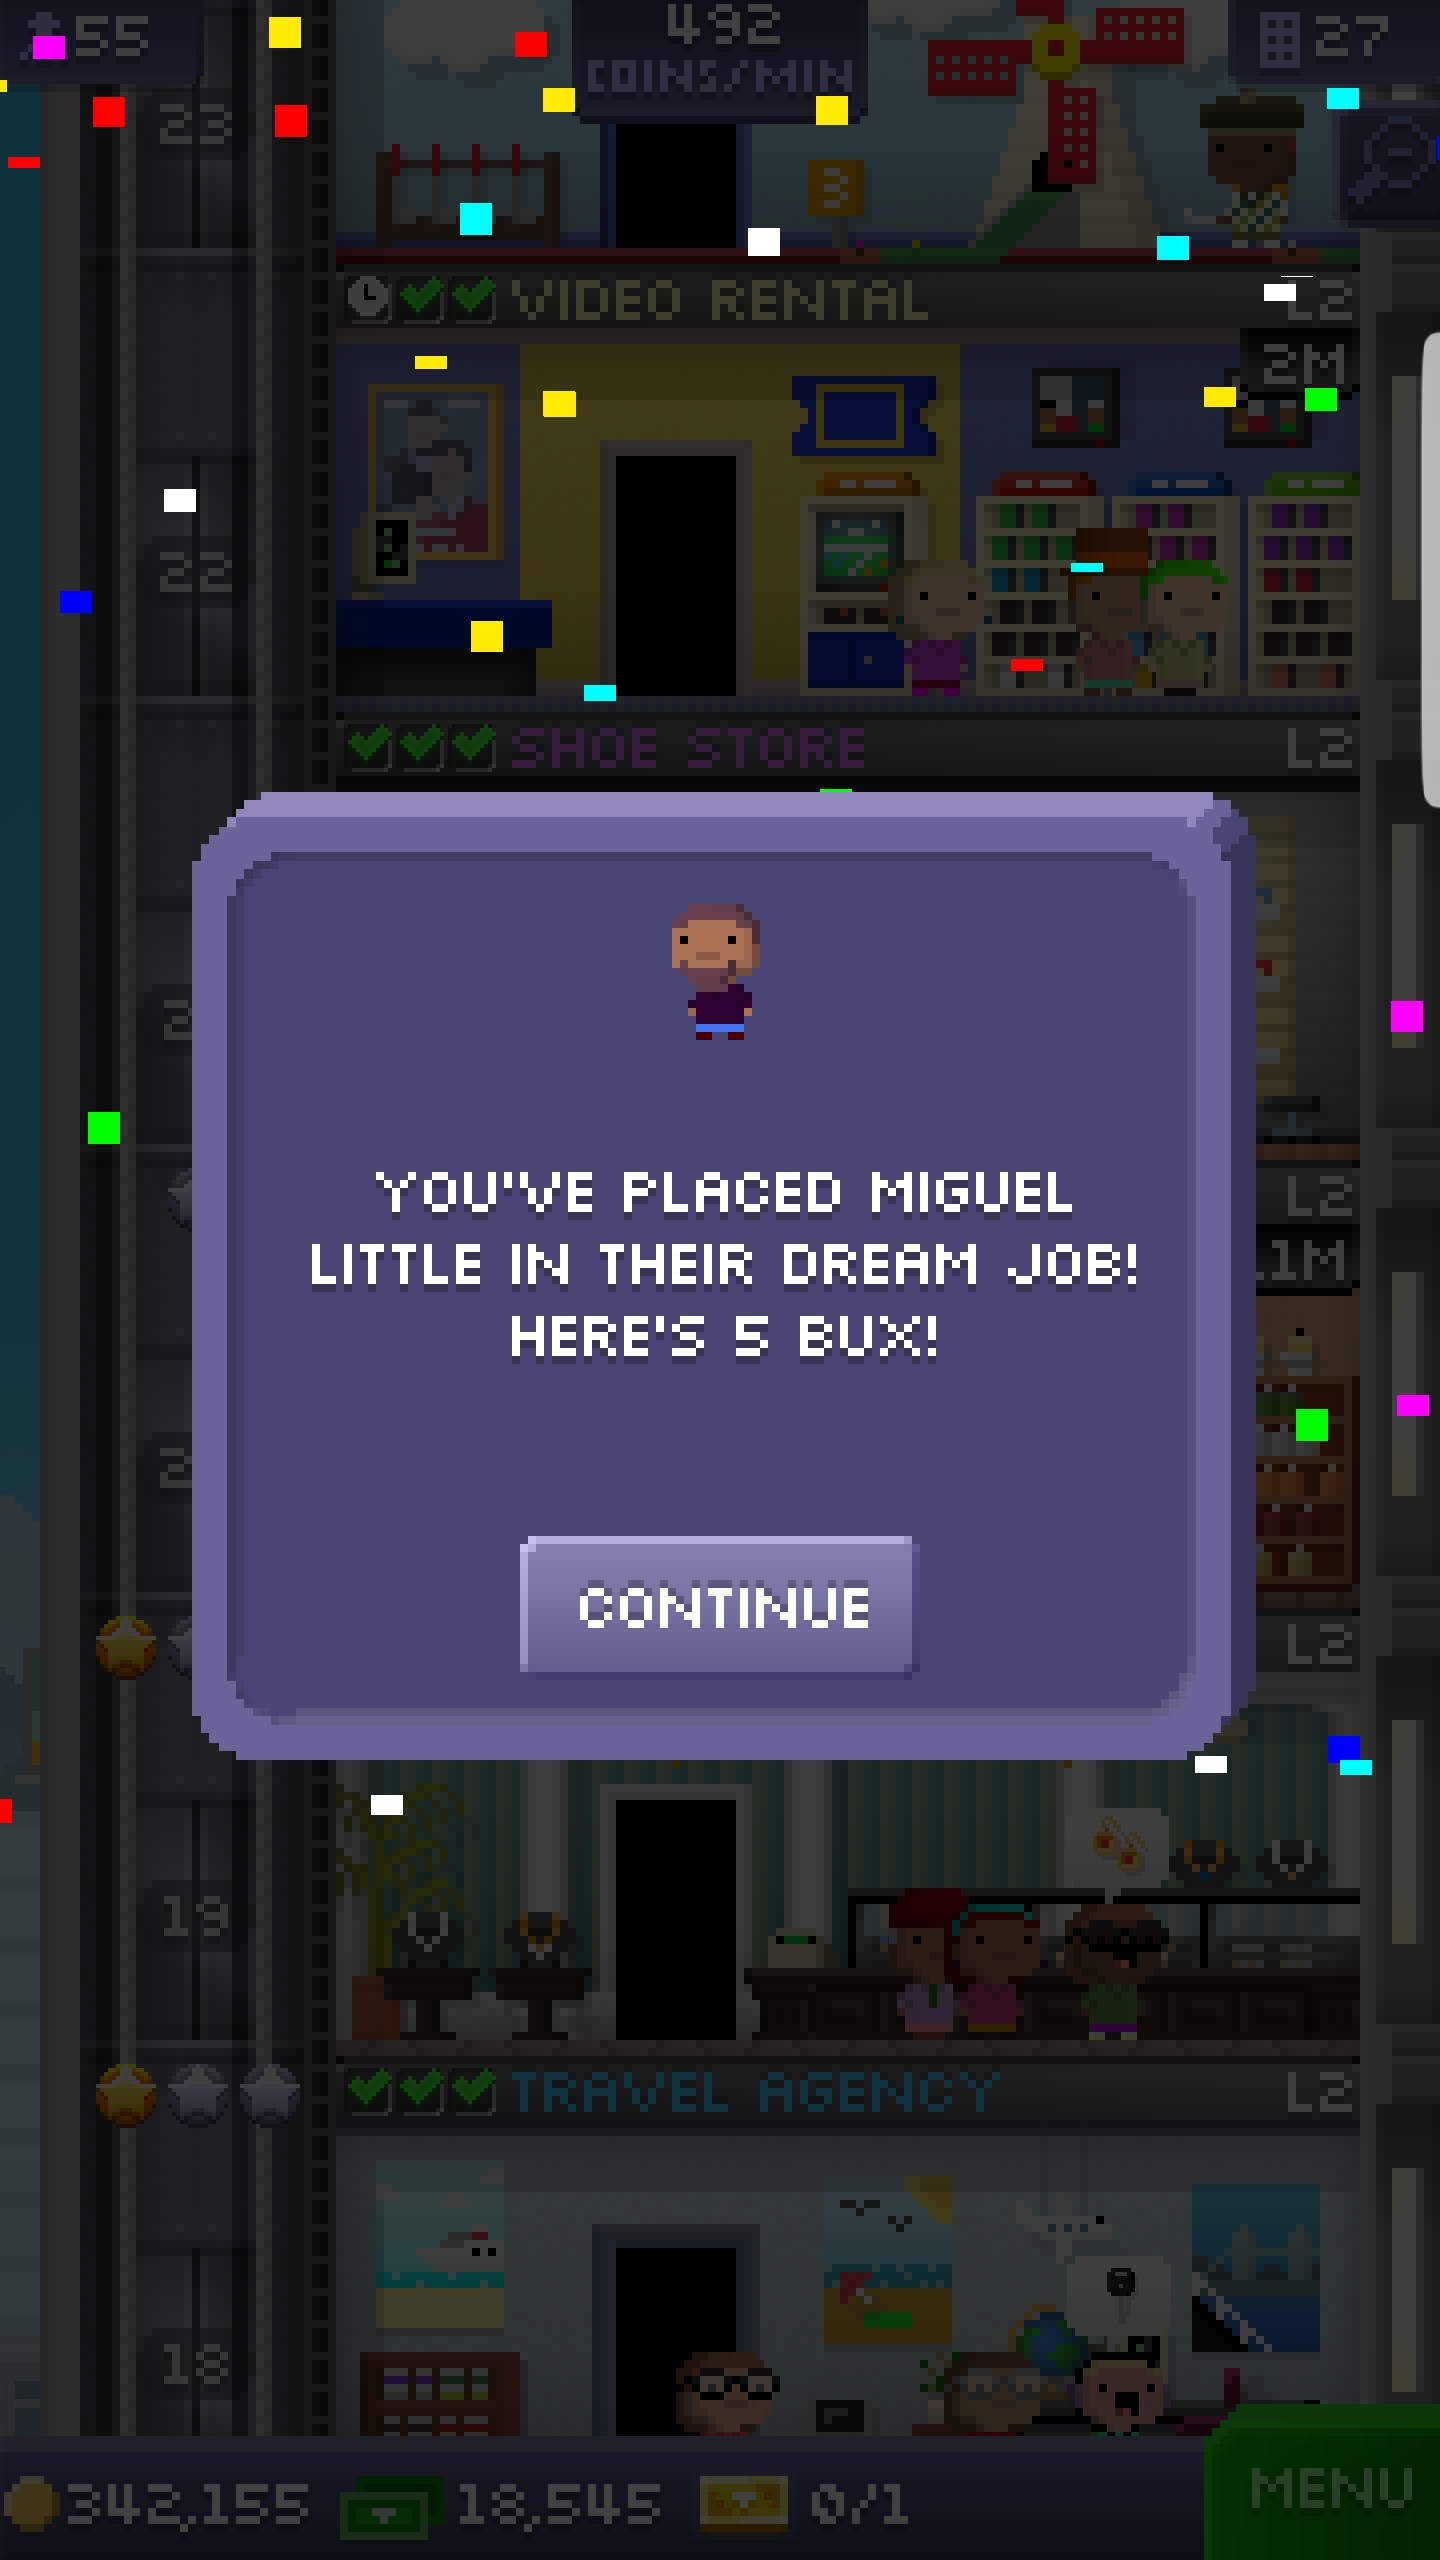 55
492
COINS/MIN
27
23
3
VIDEO RENTAL
L2
2M
22
SHOE STORE
L2
YOU'VE PLACED MIGUEL
LITTLE IN THEIR DREAM JOB!
HERE'S 5 BUX!
L2
CONTINUE
L2
19
TRAVEL AGENCY
L2
18
342,155
18,545
0/1
MENU